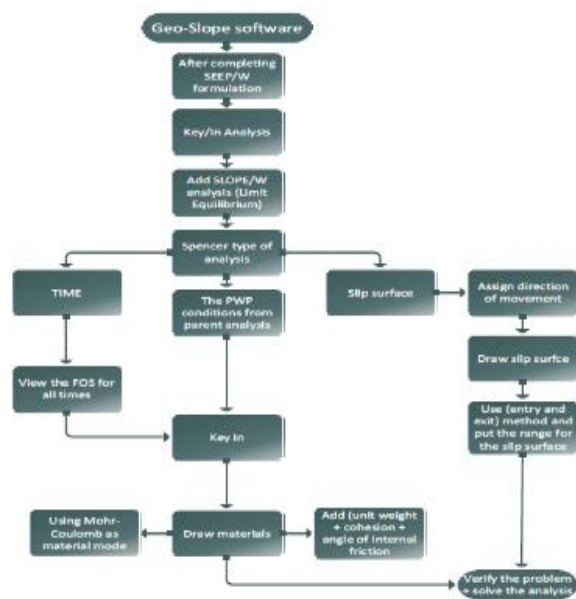 Geo-Slope software
After completing
SEEP/W
formulation
Key/In Analysis
Add SLOPE/W
analysis (Limit
Equilibrium)
Spencer type of
analysis
TIME
The PWP
conditions from
parent analysis
Slip surface
Assign direction
of movement
View the FOS for
all times
Draw slip surfce
Key In
Use (entry and
exit) method and
put the range for
the slip surface
Using Mohr-
Coulomb as
material mode
Draw materials
Add (unit weight
+ cohesion +
angle of internal
friction
Verify the problem
+ solve the analysis